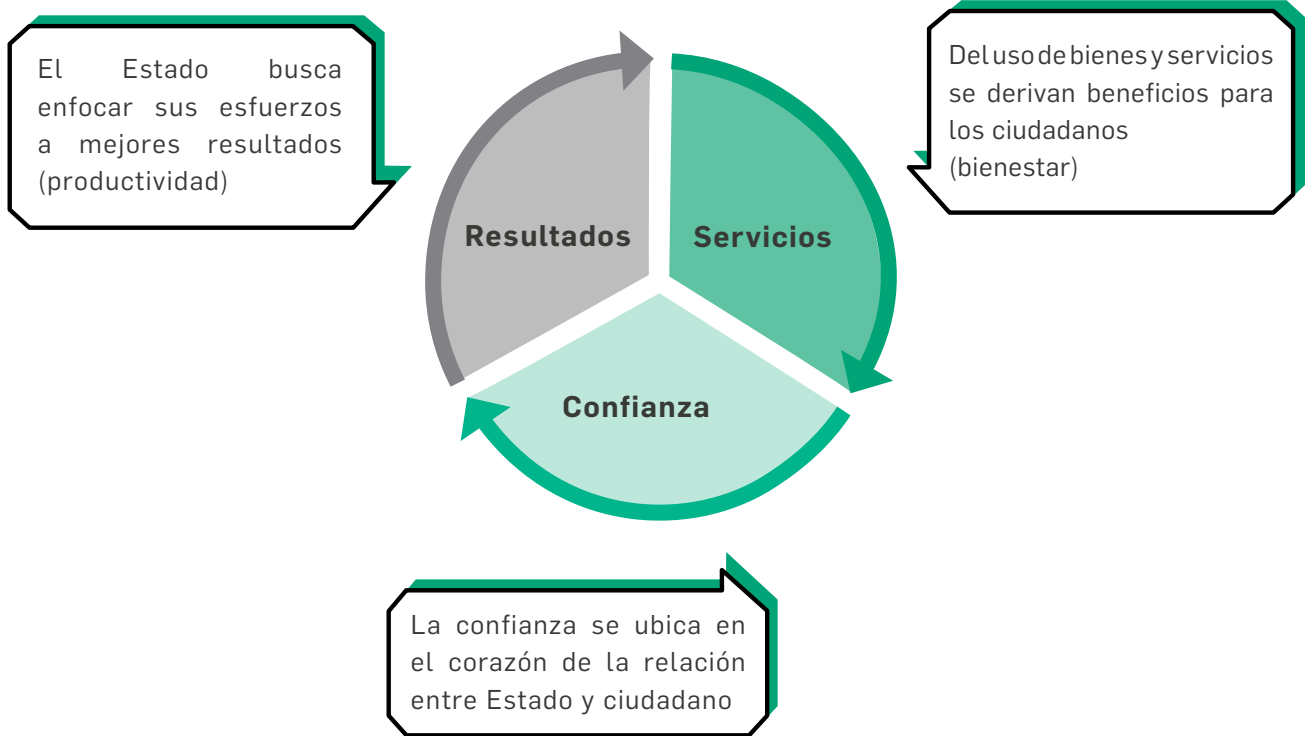 El Estado busca
enfocar sus esfuerzos
a mejores resultados
(productividad)
Del uso de bienes y servicios
se derivan beneficios para
los ciudadanos
(bienestar)
Resultados
Servicios
Confianza
La confianza se ubica en
el corazón de la relación
entre Estado y ciudadano